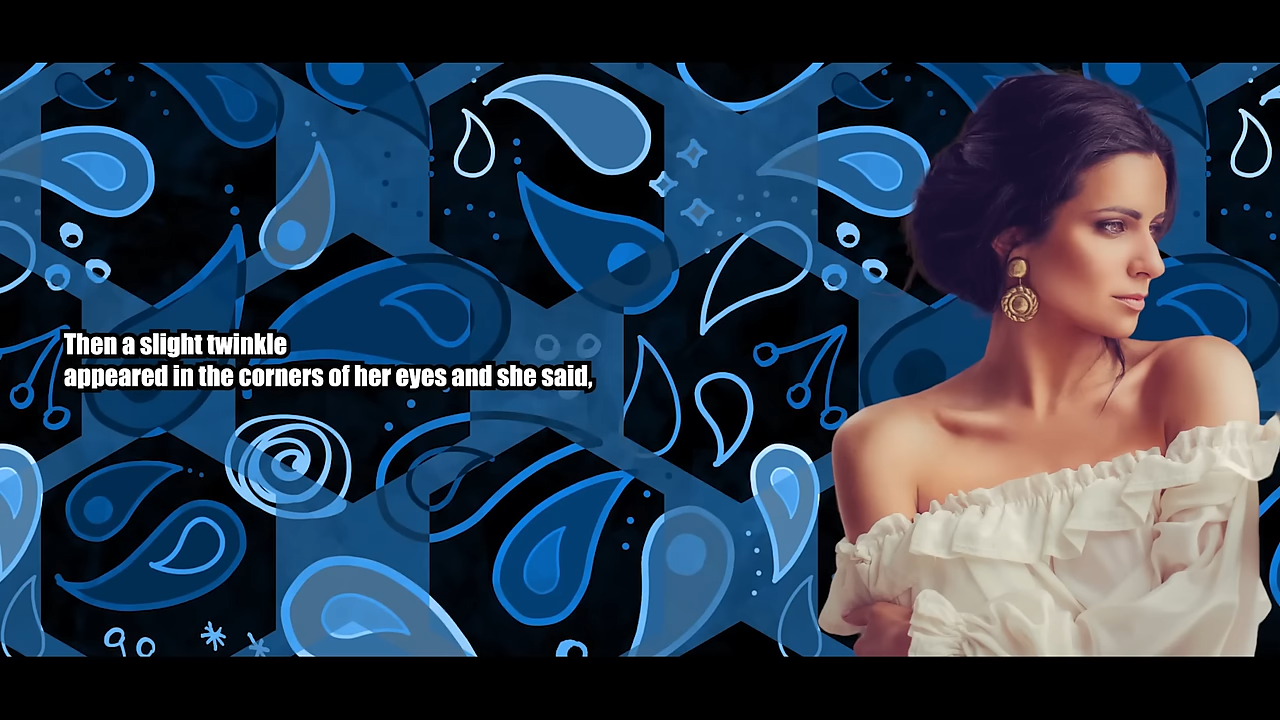 Then a slight twinkle
appeared in the corners of her eyes and she said,